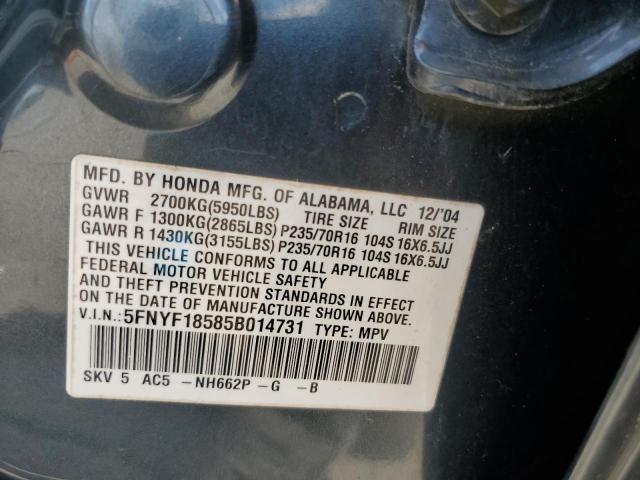 MFD. BY HONDA MFG. OF ALABAMA, LLC 12/'04
GVWR 2700KG(5950LBS) TIRE SIZE RIM SIZE
GAWR F 1300KG(2865LBS) P235/70R16 104S 16X6.5JJ
GAWR R 1430KG(3155LBS) P235/70R16 104S 16X6.5JJ
THIS VEHICLE CONFORMS TO ALL APPLICABLE
FEDERAL MOTOR VEHICLE SAFETY
AND THEFT PREVENTION STANDARDS IN EFFECT
ON THE DATE OF MANUFACTURE SHOWN ABOVE.
V.I.N.: 5FNYF18585B014731 TYPE: MPV
SKV 5 AC5 -NH662P -G -B